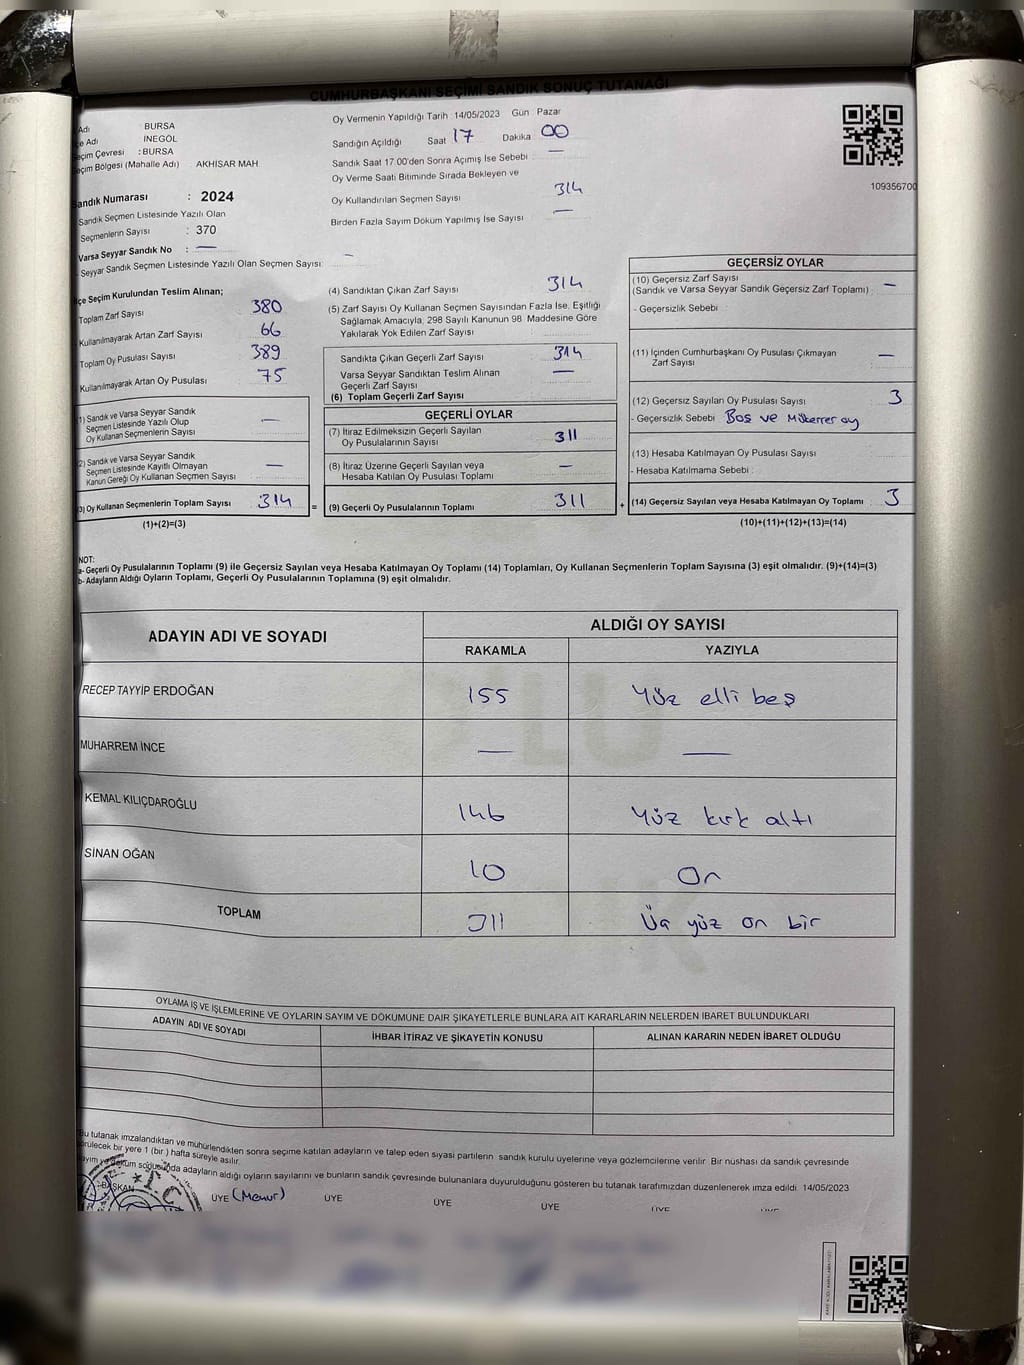 CUMHURBAŞKANI SEÇİMİ SANDIK SONUÇ TUTANAĞI
Adı BURSA
çe Adı İNEGÖL
eçim Çevresi : BURSA
eçim Bölgesi (Mahalle Adı) AKHİSAR MAH.
andık Numarası : 2024
Sandık Seçmen Listesinde Yazılı Olan
Seçmenlerin Sayısı : 370
Varsa Seyyar Sandık No : —
Seyyar Sandık Seçmen Listesinde Yazılı Olan Seçmen Sayısı: —
Oy Vermenin Yapıldığı Tarih 14/05/2023 Gün Pazar
Sandığın Açıldığı Saat 17 Dakika 00
Sandık Saat 17.00'den Sonra Açımış İse Sebebi —
Oy Verme Saati Bitiminde Sırada Bekleyen ve
Oy Kullandırılan Seçmen Sayısı 314
Birden Fazla Sayım Döküm Yapılmış İse Sayısı —
109356700
çe Seçim Kurulundan Teslim Alınan;
Toplam Zarf Sayısı 380
Kullanılmayarak Artan Zarf Sayısı 66
Toplam Oy Pusulası Sayısı 389
Kullanılmayarak Artan Oy Pusulası 75
(1) Sandık ve Varsa Seyyar Sandık
Seçmen Listesinde Yazılı Olup
Oy Kullanan Seçmenlerin Sayısı —
(2) Sandık ve Varsa Seyyar Sandık
Seçmen Listesinde Kayıtlı Olmayan
Kanun Gereği Oy Kullanan Seçmen Sayısı —
(3) Oy Kullanan Seçmenlerin Toplam Sayısı 314
(1)+(2)=(3)
(4) Sandıktan Çıkan Zarf Sayısı 314
(5) Zarf Sayısı Oy Kullanan Seçmen Sayısından Fazla İse, Eşitliği
Sağlamak Amacıyla, 298 Sayılı Kanunun 98. Maddesine Göre
Yakılarak Yok Edilen Zarf Sayısı
Sandıkta Çıkan Geçerli Zarf Sayısı 314
Varsa Seyyar Sandıktan Teslim Alınan
Geçerli Zarf Sayısı —
(6) Toplam Geçerli Zarf Sayısı
GEÇERLİ OYLAR
(7) İtiraz Edilmeksizin Geçerli Sayılan
Oy Pusulalarının Sayısı 311
(8) İtiraz Üzerine Geçerli Sayılan veya
Hesaba Katılan Oy Pusulası Toplamı —
= (9) Geçerli Oy Pusulalarının Toplamı 311 +
GEÇERSİZ OYLAR
(10) Geçersiz Zarf Sayısı
(Sandık ve Varsa Seyyar Sandık Geçersiz Zarf Toplamı) —
- Geçersizlik Sebebi
(11) İçinden Cumhurbaşkanı Oy Pusulası Çıkmayan
Zarf Sayısı —
(12) Geçersiz Sayılan Oy Pusulası Sayısı 3
- Geçersizlik Sebebi Boş ve Mükerrer oy
(13) Hesaba Katılmayan Oy Pusulası Sayısı
- Hesaba Katılmama Sebebi
(14) Geçersiz Sayılan veya Hesaba Katılmayan Oy Toplamı 3
(10)+(11)+(12)+(13)=(14)
NOT:
a- Geçerli Oy Pusulalarının Toplamı (9) ile Geçersiz Sayılan veya Hesaba Katılmayan Oy Toplamı (14) Toplamları, Oy Kullanan Seçmenlerin Toplam Sayısına (3) eşit olmalıdır. (9)+(14)=(3)
b- Adayların Aldığı Oyların Toplamı, Geçerli Oy Pusulalarının Toplamına (9) eşit olmalıdır.
ADAYIN ADI VE SOYADI ALDIĞI OY SAYISI
RAKAMLA YAZIYLA
RECEP TAYYİP ERDOĞAN 155 Yüz elli beş
MUHARREM İNCE — —
KEMAL KILIÇDAROĞLU 146 Yüz kırk altı
SİNAN OĞAN 10 On
TOPLAM 311 Üç yüz on bir
OYLAMA İŞ VE İŞLEMLERİNE VE OYLARIN SAYIM VE DÖKÜMÜNE DAİR ŞİKAYETLERLE BUNLARA AİT KARARLARIN NELERDEN İBARET BULUNDUKLARI
ADAYIN ADI VE SOYADI İHBAR İTİRAZ VE ŞİKAYETİN KONUSU ALINAN KARARIN NEDEN İBARET OLDUĞU
Bu tutanak imzalandıktan ve mühürlendikten sonra seçime katılan adayların ve talep eden siyasi partilerin sandık kurulu üyelerine veya gözlemcilerine verilir. Bir nüshası da sandık çevresinde
görülecek bir yere 1 (bir) hafta süreyle asılır.
ayım döküm sonucunda adayların aldığı oyların sayılarını ve bunların sandık çevresinde bulunanlara duyurulduğunu gösteren bu tutanak tarafımızdan düzenlenerek imza edildi. 14/05/2023
BAŞKAN ÜYE (Memur) ÜYE ÜYE ÜYE ÜYE ÜYE
T.C.